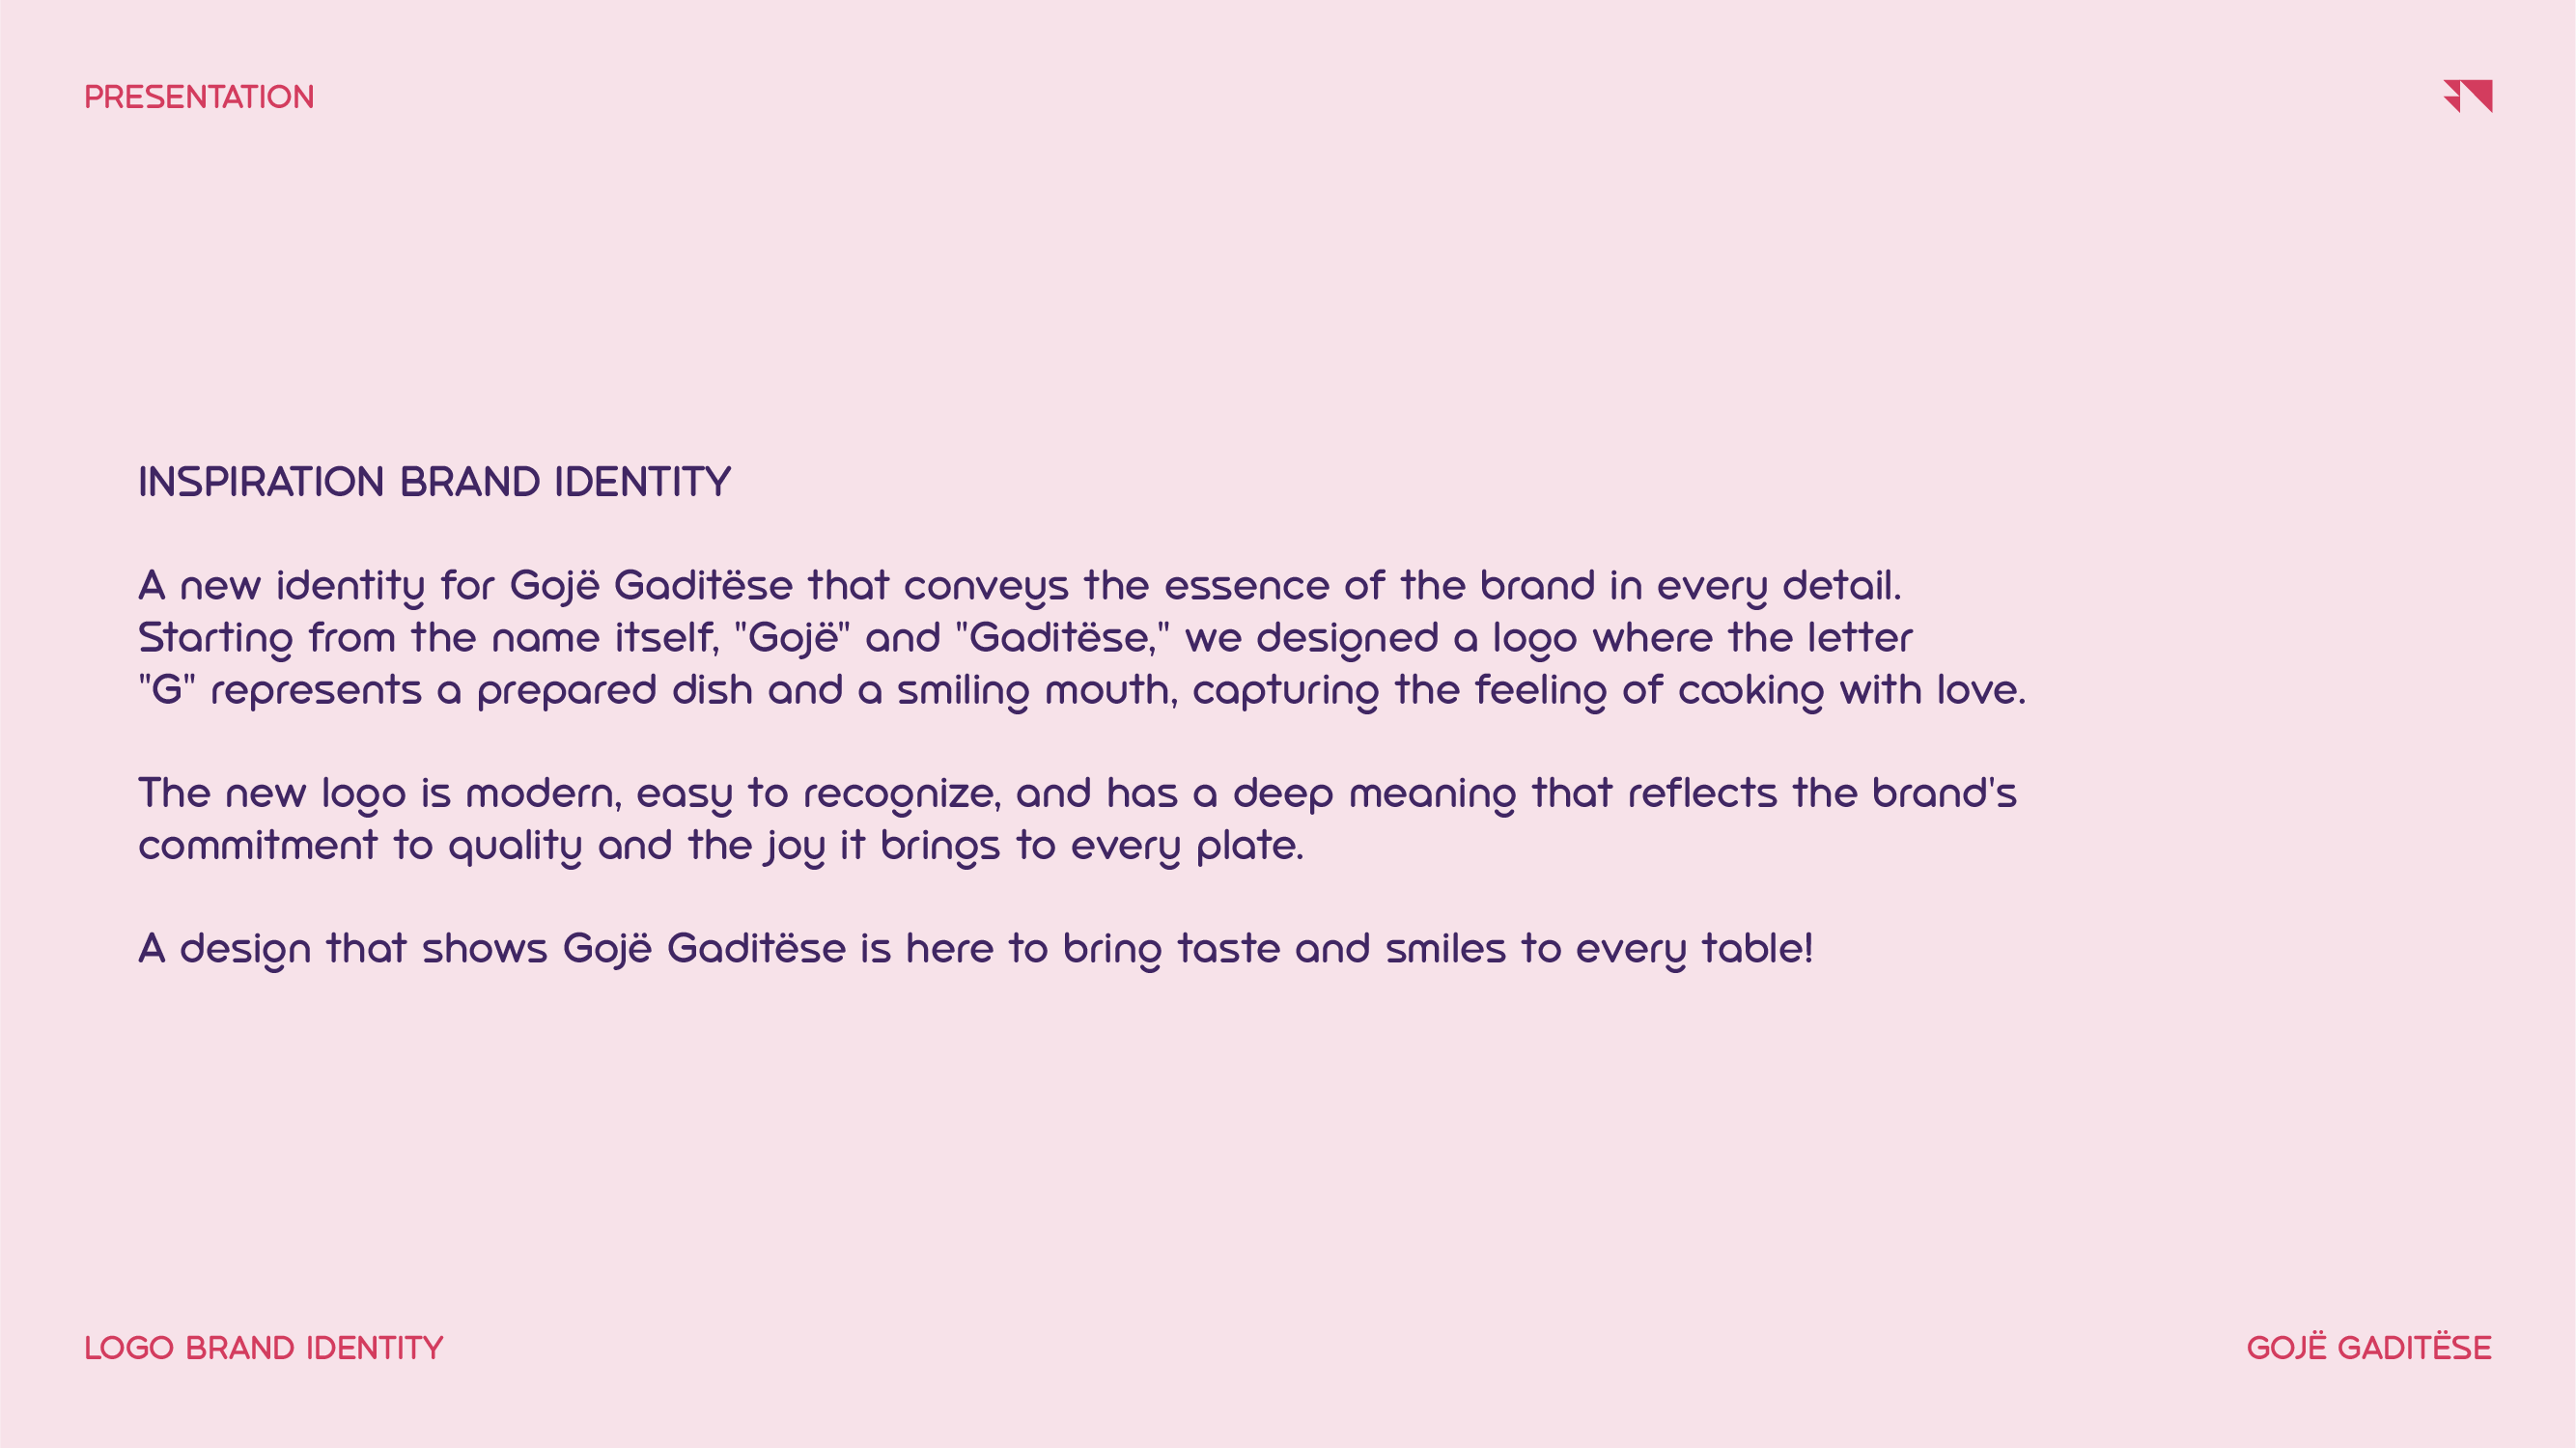 PRESENTATION
INSPIRATION BRAND IDENTITY
A new identity for Gojë Gaditëse that conveys the essence of the brand in every detail.
Starting from the name itself, "Gojë" and "Gaditëse," we designed a logo where the letter
"G" represents a prepared dish and a smiling mouth, capturing the feeling of cooking with love.
The new logo is modern, easy to recognize, and has a deep meaning that reflects the brand's
commitment to quality and the joy it brings to every plate.
A design that shows Gojë Gaditëse is here to bring taste and smiles to every table!
LOGO BRAND IDENTITY
GOJË GADITËSE